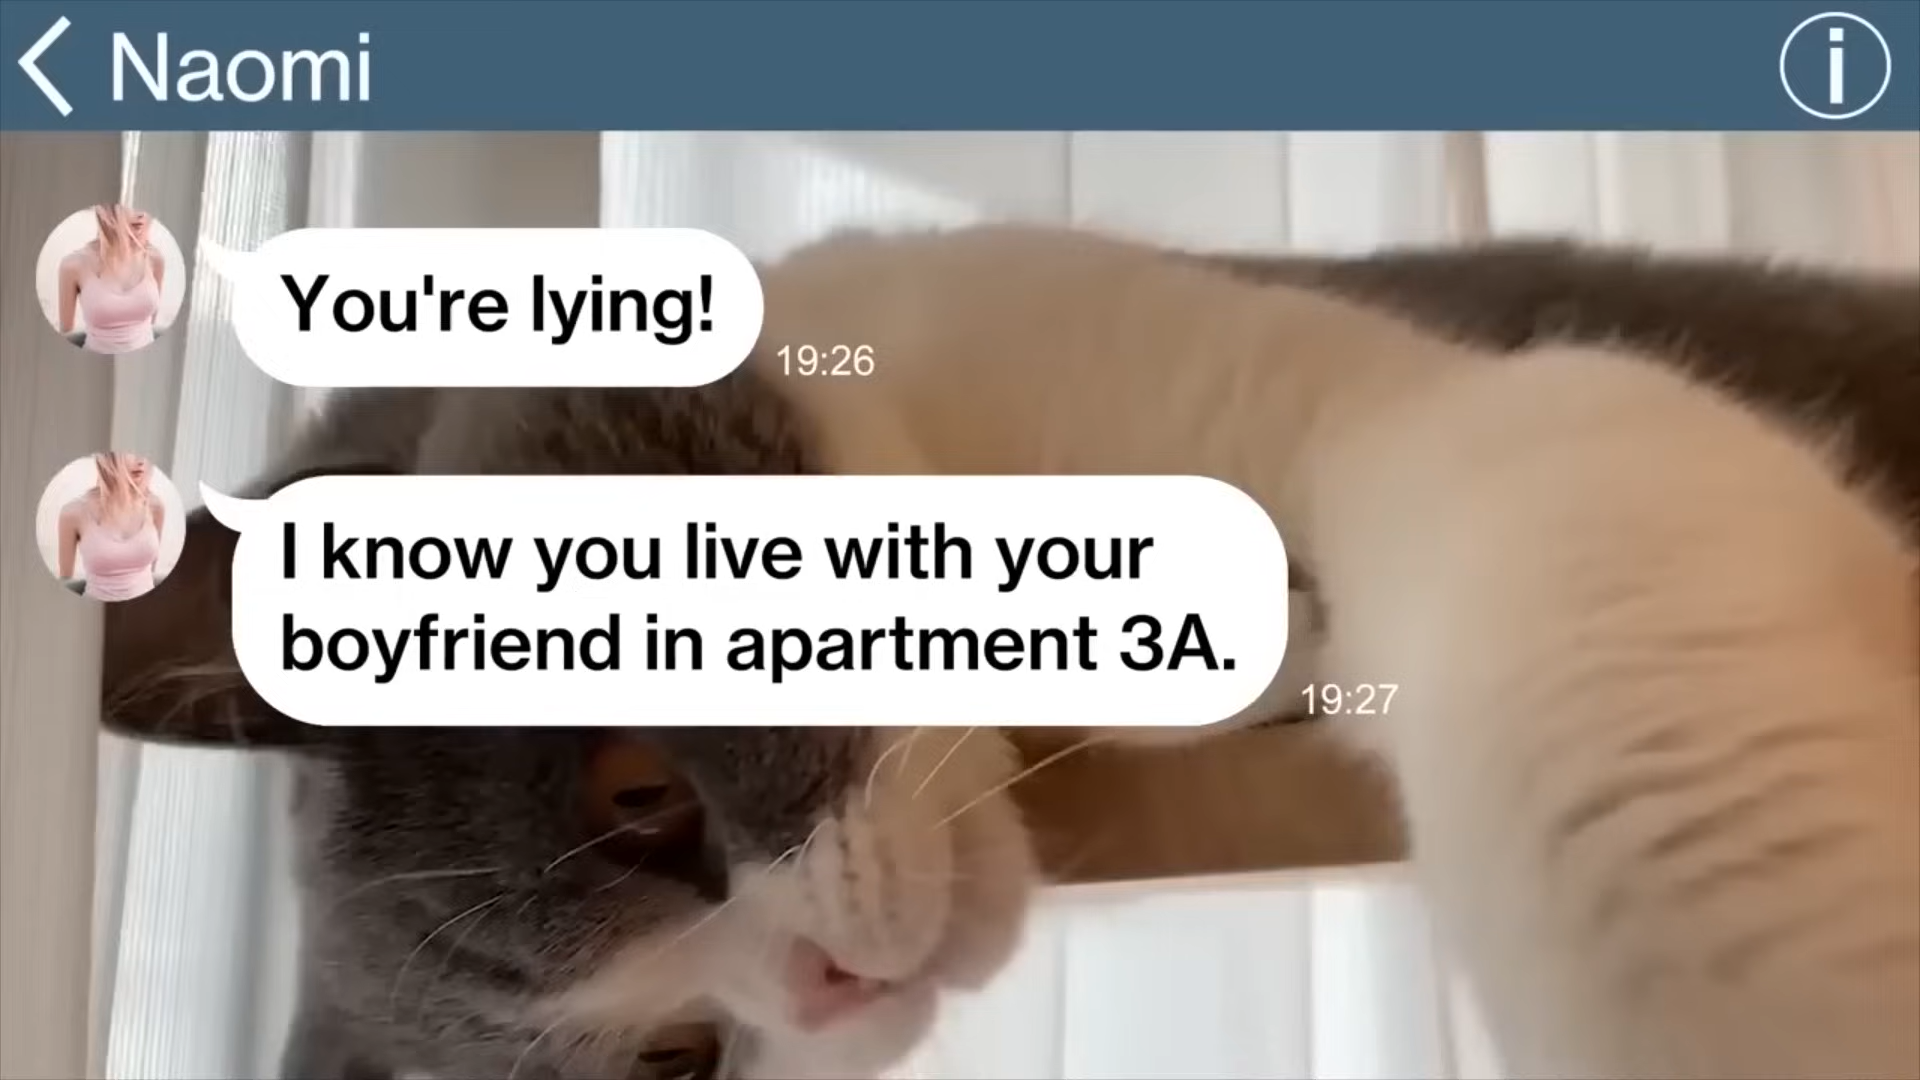 Naomi
You're lying!
19:26
I know you live with your
boyfriend in apartment 3A.
19:27